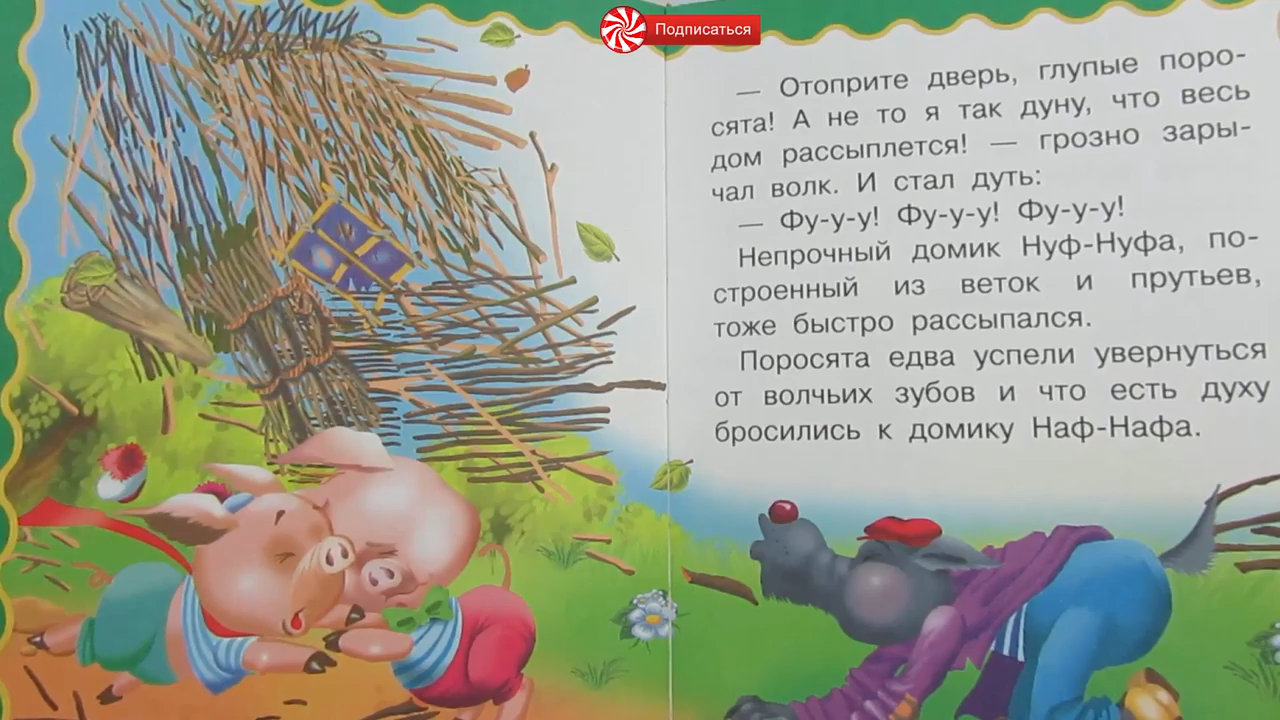 Подписаться
— Отоприте дверь, глупые поро-
сята! А не то я так дуну, что весь
дом рассыплется! — грозно зары-
чал волк. И стал дуть:
— Фу-у-у! Фу-у-у! Фу-у-у!
Непрочный домик Нуф-Нуфа, по-
строенный из веток и прутьев,
тоже быстро рассыпался.
Поросята едва успели увернуться
от волчьих зубов и что есть духу
бросились к домику Наф-Нафа.